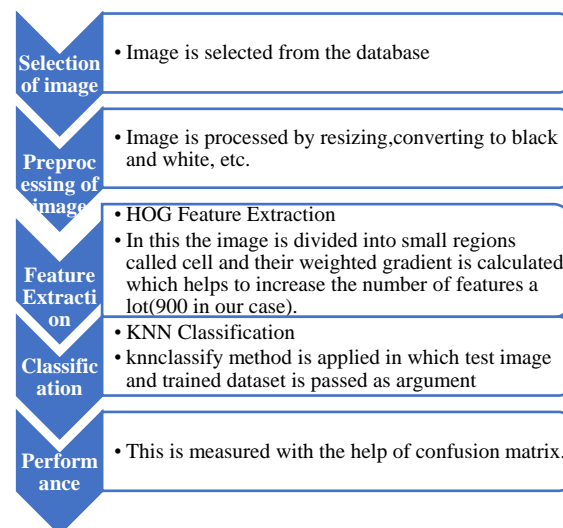 Selection
of image
• Image is selected from the database
Preproc
essing of
image
• Image is processed by resizing,converting to black
and white, etc.
Feature
Extracti
on
• HOG Feature Extraction
• In this the image is divided into small regions
called cell and their weighted gradient is calculated
which helps to increase the number of features a
lot(900 in our case).
Classific
ation
• KNN Classification
• knnclassify method is applied in which test image
and trained dataset is passed as argument
Perform
ance
• This is measured with the help of confusion matrix.